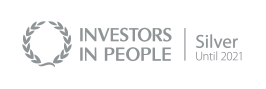 INVESTORS
IN PEOPLE
Silver
Until 2021